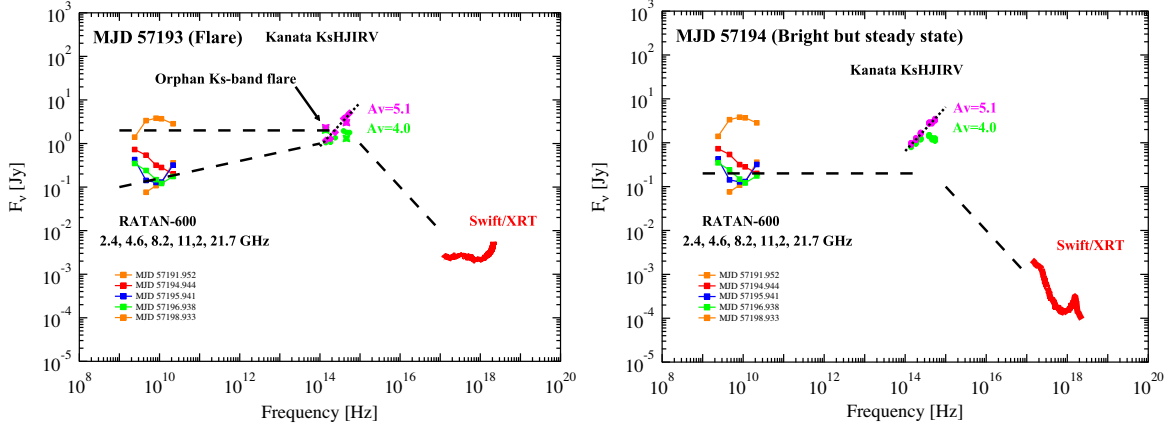 MJD 57193 (Flare)
Kanata KsHJIRV
Orphan Ks-band flare
Av=5.1
Av=4.0
RATAN-600
2.4, 4.6, 8.2, 11,2, 21.7 GHz
Swift/XRT
MJD 57191.952
MJD 57194.944
MJD 57195.941
MJD 57196.938
MJD 57198.933
10^3
10^2
10^1
10^0
10^-1
10^-2
10^-3
10^-4
10^-5
Fν [Jy]
10^8 10^10 10^12 10^14 10^16 10^18 10^20
Frequency [Hz]
MJD 57194 (Bright but steady state)
Kanata KsHJIRV
Av=5.1
Av=4.0
RATAN-600
2.4, 4.6, 8.2, 11,2, 21.7 GHz
Swift/XRT
MJD 57191.952
MJD 57194.944
MJD 57195.941
MJD 57196.938
MJD 57198.933
10^3
10^2
10^1
10^0
10^-1
10^-2
10^-3
10^-4
10^-5
Fν [Jy]
10^8 10^10 10^12 10^14 10^16 10^18 10^20
Frequency [Hz]